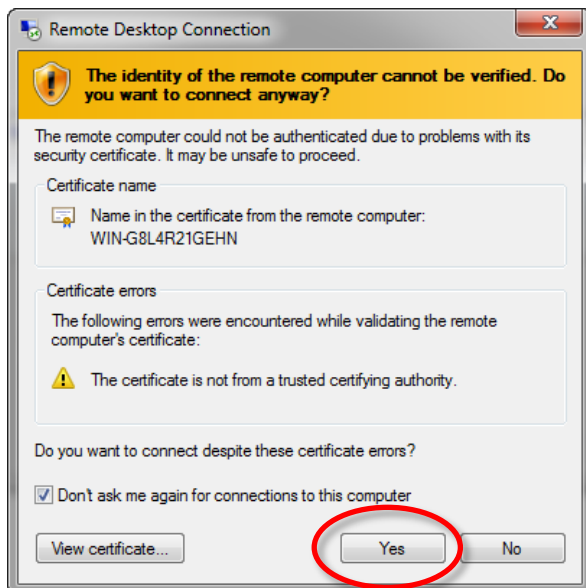 Remote Desktop Connection
The identity of the remote computer cannot be verified. Do
you want to connect anyway?
The remote computer could not be authenticated due to problems with its
security certificate. It may be unsafe to proceed.
Certificate name
Name in the certificate from the remote computer:
WIN-G8L4R21GEHN
Certificate errors
The following errors were encountered while validating the remote
computer's certificate:
The certificate is not from a trusted certifying authority.
Do you want to connect despite these certificate errors?
Don't ask me again for connections to this computer
View certificate... Yes No